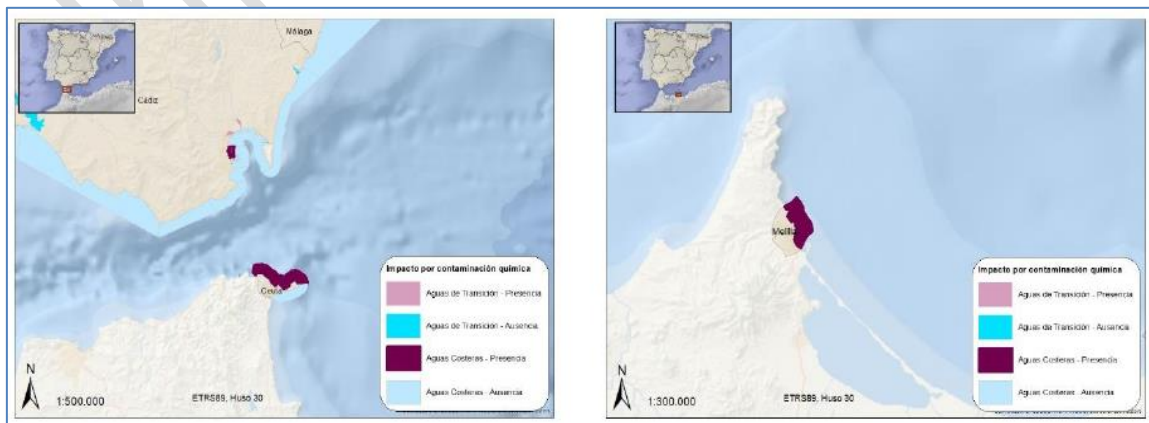 Málaga
Cádiz
Ceuta
Impacto por contaminación química
Aguas de Transición - Presencia
Aguas de Transición - Ausencia
Aguas Costeras - Presencia
Aguas Costeras - Ausencia
N
1:500.000
ETRS89, Huso 30
Melilla
Impacto por contaminación química
Aguas de Transición - Presencia
Aguas de Transición - Ausencia
Aguas Costeras - Presencia
Aguas Costeras - Ausencia
N
1:300.000
ETRS89, Huso 30